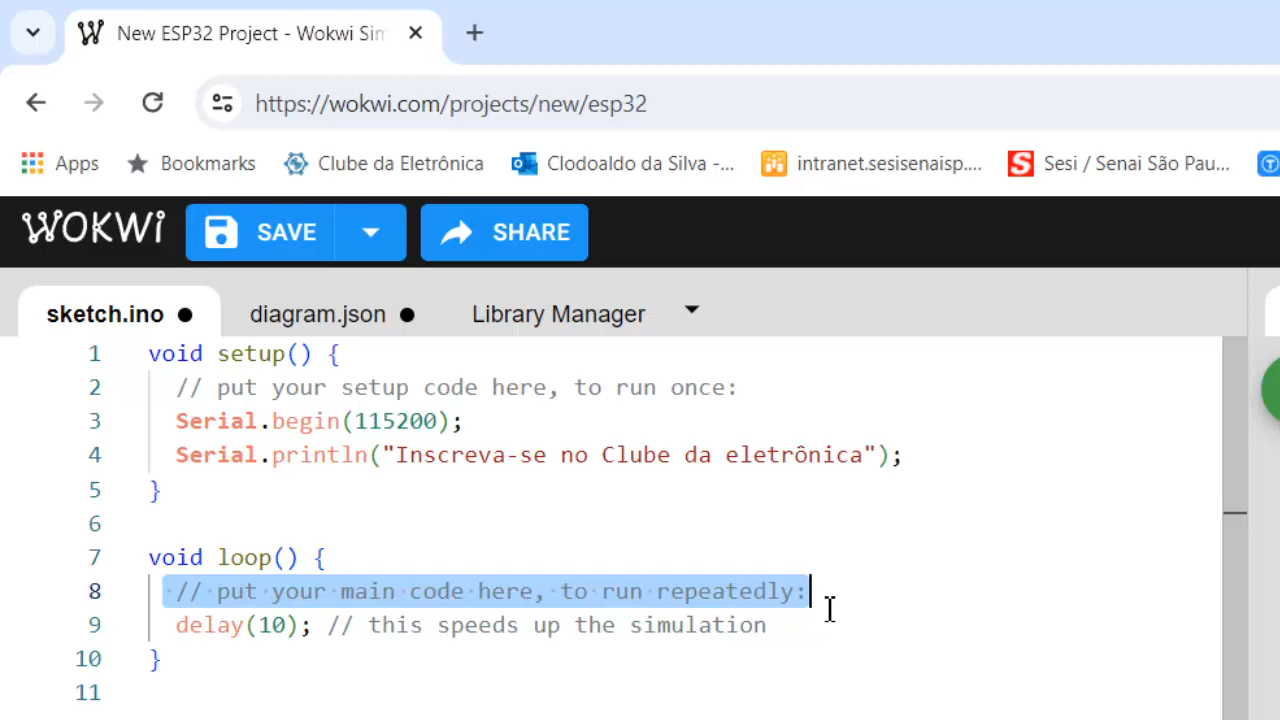 New ESP32 Project - Wokwi Sim
https://wokwi.com/projects/new/esp32
Apps Bookmarks Clube da Eletrônica Clodoaldo da Silva -... intranet.sesisenaisp.... Sesi / Senai São Pau...
WOKWi SAVE SHARE
sketch.ino diagram.json Library Manager
1 void setup() {
2 // put your setup code here, to run once:
3 Serial.begin(115200);
4 Serial.println("Inscreva-se no Clube da eletrônica");
5 }
6
7 void loop() {
8 // put your main code here, to run repeatedly:
9 delay(10); // this speeds up the simulation
10 }
11